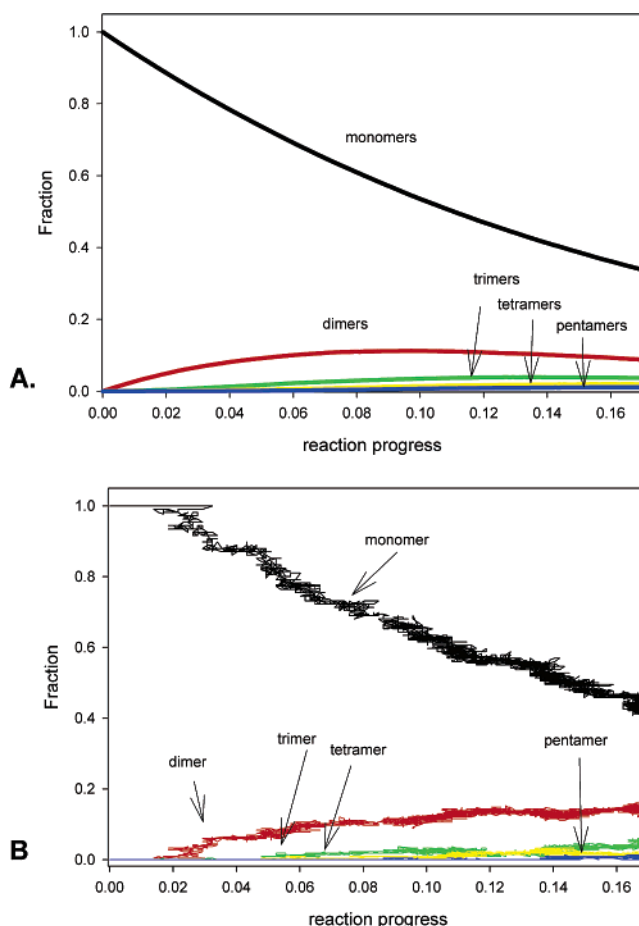 1.0
0.8
monomers
Fraction
0.6
0.4
trimers
tetramers
pentamers
dimers
0.2
A.
0.0
0.00 0.02 0.04 0.06 0.08 0.10 0.12 0.14 0.16
reaction progress
1.0
monomer
0.8
Fraction
0.6
0.4
pentamer
trimer
tetramer
dimer
0.2
B
0.0
0.00 0.02 0.04 0.06 0.08 0.10 0.12 0.14 0.16
reaction progress